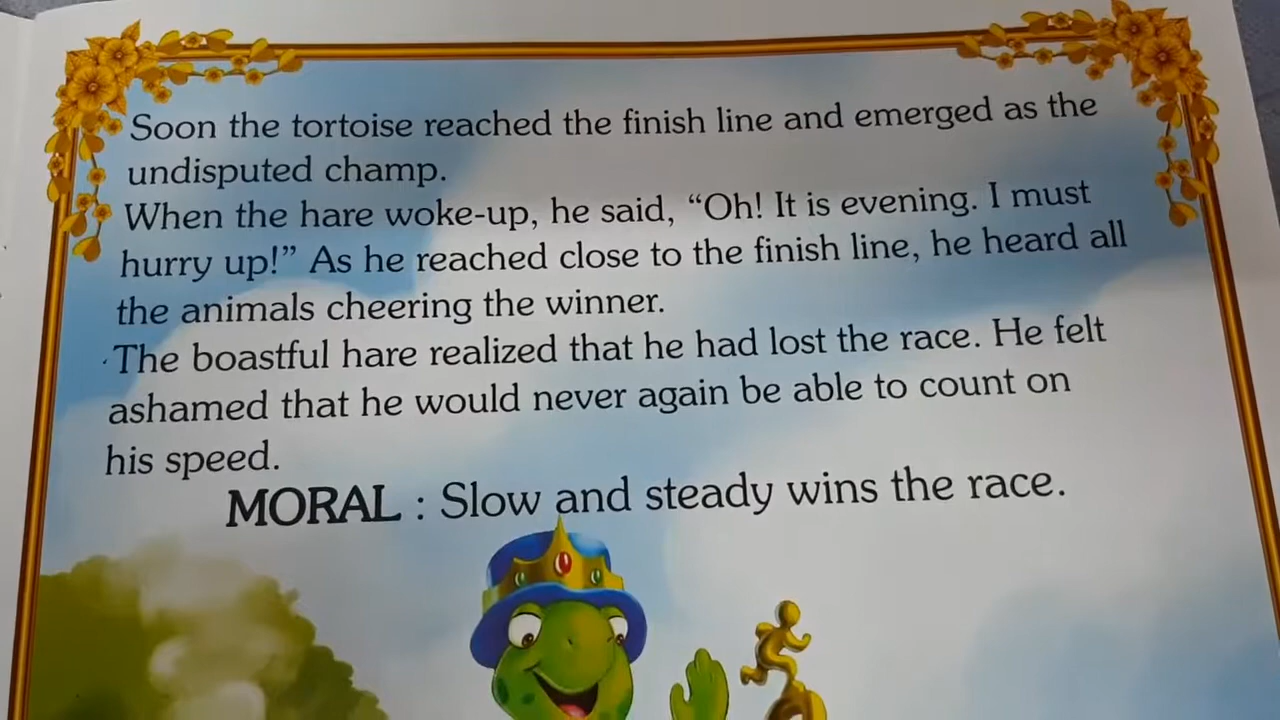 Soon the tortoise reached the finish line and emerged as the
undisputed champ.
When the hare woke-up, he said, “Oh! It is evening. I must
hurry up!” As he reached close to the finish line, he heard all
the animals cheering the winner.
The boastful hare realized that he had lost the race. He felt
ashamed that he would never again be able to count on
his speed.
MORAL : Slow and steady wins the race.